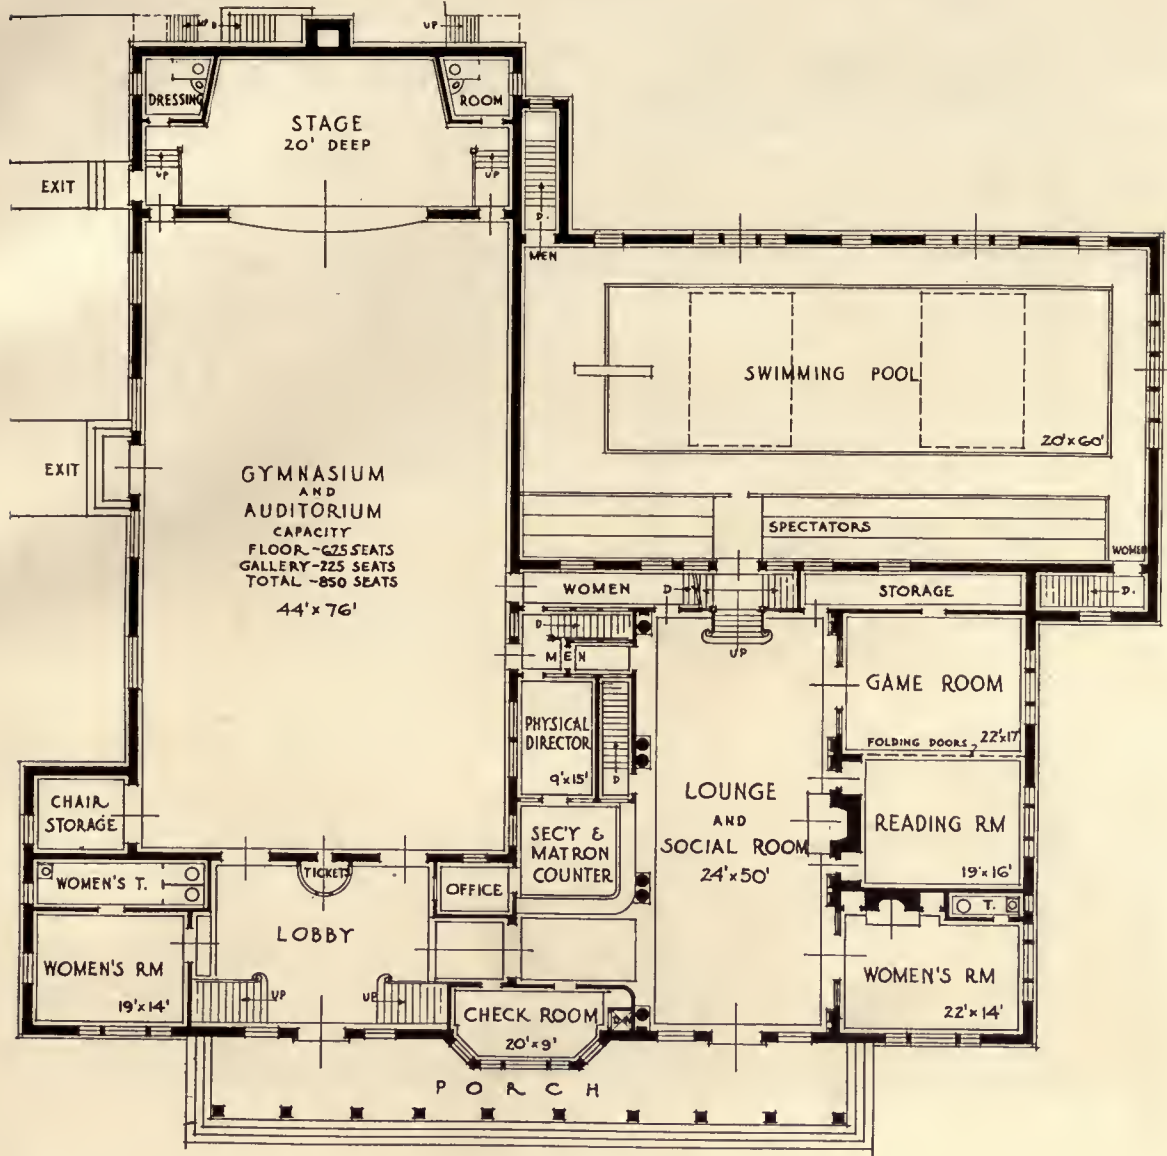 UP
D
UP
DRESSING
ROOM
STAGE
20' DEEP
UP
UP
EXIT
D.
MEN
SWIMMING POOL
20'x60'
EXIT
GYMNASIUM
AND
AUDITORIUM
CAPACITY
FLOOR-625 SEATS
GALLERY-225 SEATS
TOTAL-850 SEATS
44'x76'
SPECTATORS
WOMEN
WOMEN
D
STORAGE
D.
D
MEN
UP
GAME ROOM
22'x17'
FOLDING DOORS
PHYSICAL
DIRECTOR
9'x15'
D
CHAIR
STORAGE
LOUNGE
AND
SOCIAL ROOM
24'x50'
READING RM
19'x16'
SEC'Y &
MATRON
COUNTER
TICKETS
OFFICE
WOMEN'S T.
T.
LOBBY
WOMEN'S RM
19'x14'
WOMEN'S RM
22'x14'
UP
UP
CHECK ROOM
20'x9'
PORCH